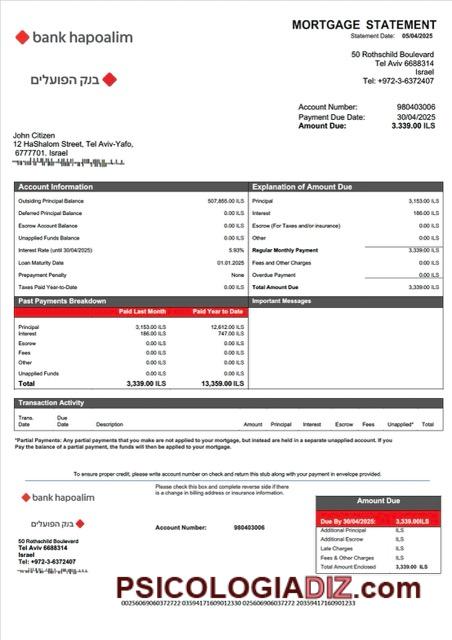 bank hapoalim
בנק הפועלים
MORTGAGE STATEMENT
Statement Date: 05/04/2025
50 Rothschild Boulevard
Tel Aviv 6688314
Israel
Tel: +972-3-6372407
Account Number: 980403006
Payment Due Date: 30/04/2025
Amount Due: 3.339.00 ILS
John Citizen
12 HaShalom Street, Tel Aviv-Yafo,
6777701, Israel
Account Information
Outsiding Principal Balance 507,855.00 ILS
Deferred Principal Balance 0.00 ILS
Escrow Account Balance 0.00 ILS
Unapplied Funds Balance 0.00 ILS
Interest Rate (until 30/04/2025) 5.93%
Loan Maturity Date 01.01.2025
Prepayment Penalty None
Taxes Paid Year-to-Date 0.00 ILS
Explanation of Amount Due
Principal 3,153.00 ILS
Interest 186.00 ILS
Escrow (For Taxes and/or insurance) 0.00 ILS
Other 0.00 ILS
Regular Monthly Payment 3,339.00 ILS
Fees and Other Charges 0.00 ILS
Overdue Payment 0.00 ILS
Total Amount Due 3,339.00 ILS
Past Payments Breakdown
Paid Last Month Paid Year to Date
Principal 3,153.00 ILS 12,612.00 ILS
Interest 186.00 ILS 747.00 ILS
Escrow 0.00 ILS 0.00 ILS
Fees 0.00 ILS 0.00 ILS
Other 0.00 ILS 0.00 ILS
Unapplied Funds 0.00 ILS 0.00 ILS
Total 3,339.00 ILS 13,359.00 ILS
Important Messages
Transaction Activity
Trans. Date Due Date Description Amount Principal Interest Escrow Fees Unapplied* Total
*Partial Payments: Any partial payments that you make are not applied to your mortgage, but instead are held in a separate unapplied account. If you
Pay the balance of a partial payment, the funds will then be applied to your mortgage.
To ensure proper credit, please write account number on check and return this stub along with your payment in envelope provided.
bank hapoalim
בנק הפועלים
50 Rothschild Boulevard
Tel Aviv 6688314
Israel
Tel: +972-3-6372407
Please check this box and complete reverse side if there
is a change in billing address or insurance information.
Account Number: 980403006
Amount Due
Due By 30/04/2025: 3,339.00ILS
Additional Principal ILS
Additional Escrow ILS
Late Charges ILS
Fees & Other Charges ILS
Total Amount Enclosed 3,339.00 ILS
PSICOLOGIADIZ.com